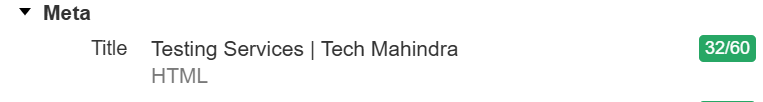 Meta
Title Testing Services | Tech Mahindra 32/60
HTML